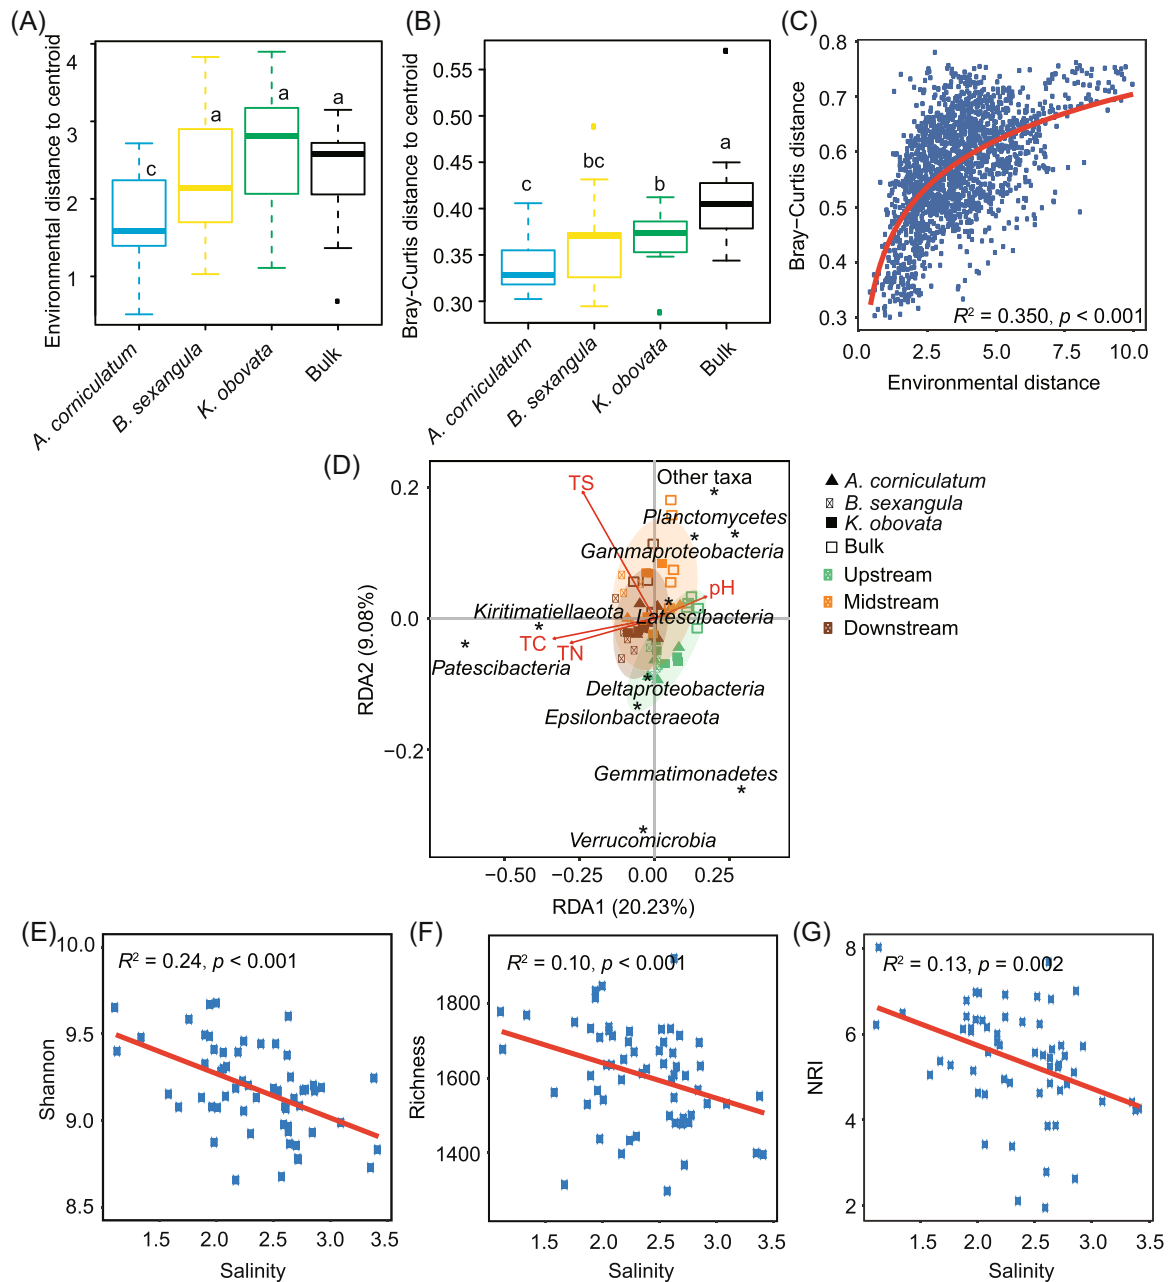 (A)
Environmental distance to centroid
4
3
2
1
c
a
a
a
A. corniculatum
B. sexangula
K. obovata
Bulk
(B)
Bray-Curtis distance to centroid
0.55
0.50
0.45
0.40
0.35
0.30
c
bc
b
a
A. corniculatum
B. sexangula
K. obovata
Bulk
(C)
Bray−Curtis distance
0.8
0.7
0.6
0.5
0.4
0.3
R² = 0.350, p < 0.001
0.0 2.5 5.0 7.5 10.0
Environmental distance
(D)
RDA2 (9.08%)
0.2
0.0
−0.2
TS
Other taxa
*
Planctomycetes
* *
Gammaproteobacteria
pH
*
Kiritimatiellaeota
Latescibacteria
*
TC
TN
*
Patescibacteria
*
Deltaproteobacteria
*
Epsilonbacteraeota
Gemmatimonadetes
*
*
Verrucomicrobia
−0.50 −0.25 0.00 0.25
RDA1 (20.23%)
A. corniculatum
B. sexangula
K. obovata
Bulk
Upstream
Midstream
Downstream
(E)
Shannon
10.0
9.5
9.0
8.5
R² = 0.24, p < 0.001
1.5 2.0 2.5 3.0 3.5
Salinity
(F)
Richness
1800
1600
1400
R² = 0.10, p < 0.001
1.5 2.0 2.5 3.0 3.5
Salinity
(G)
NRI
8
6
4
2
R² = 0.13, p = 0.002
1.5 2.0 2.5 3.0 3.5
Salinity